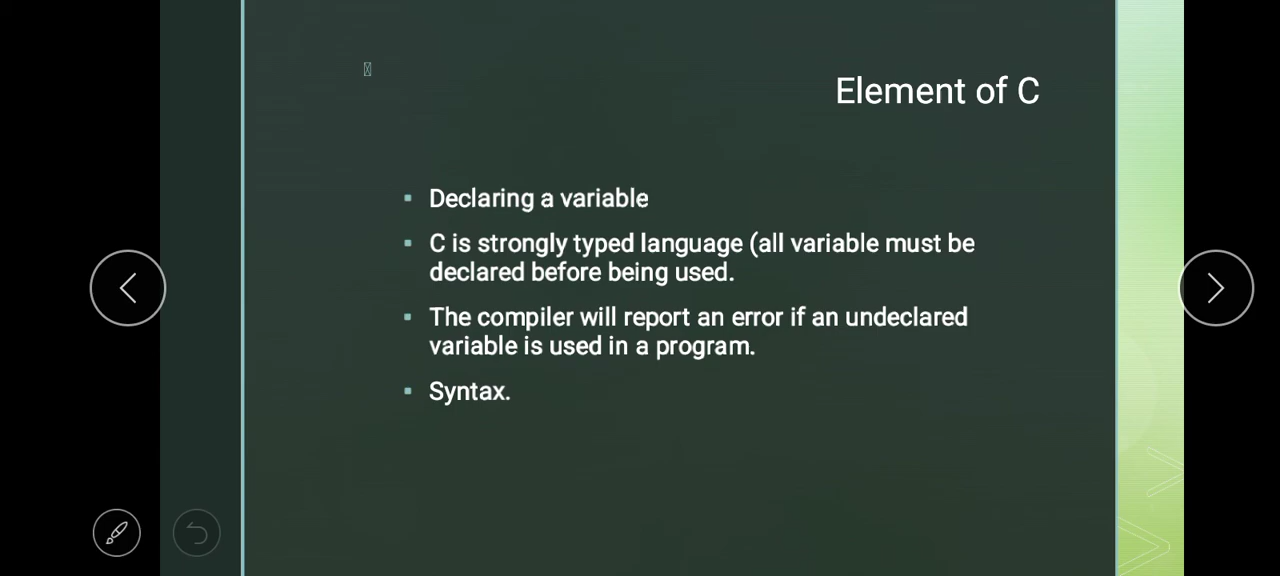 Element of C
Declaring a variable
C is strongly typed language (all variable must be
declared before being used.
The compiler will report an error if an undeclared
variable is used in a program.
Syntax.